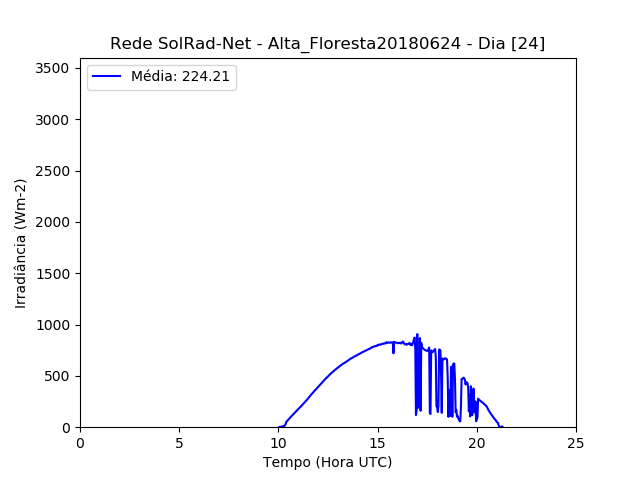 Rede SolRad-Net - Alta_Floresta20180624 - Dia [24]
Média: 224.21
3500
3000
2500
2000
1500
1000
500
0
Irradiância (Wm-2)
0 5 10 15 20 25
Tempo (Hora UTC)